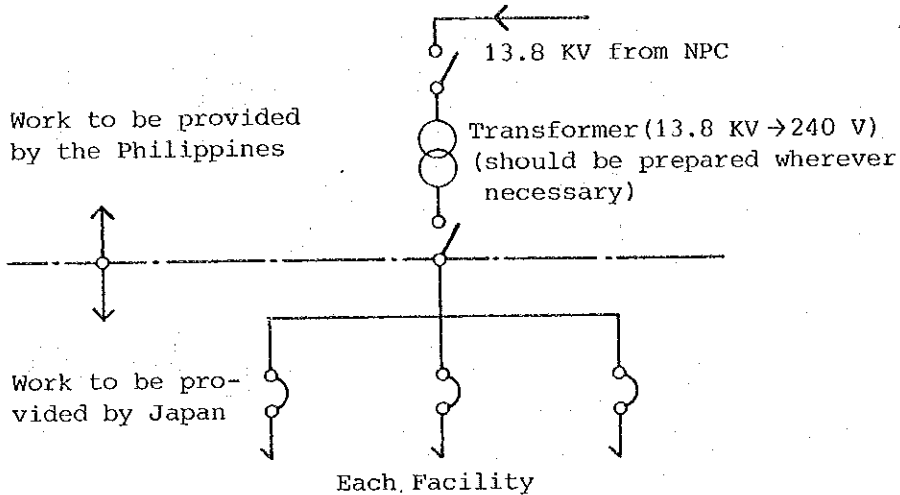 13.8 KV from NPC
Work to be provided
by the Philippines
Transformer(13.8 KV→240 V)
(should be prepared wherever
necessary)
Work to be pro-
vided by Japan
Each Facility